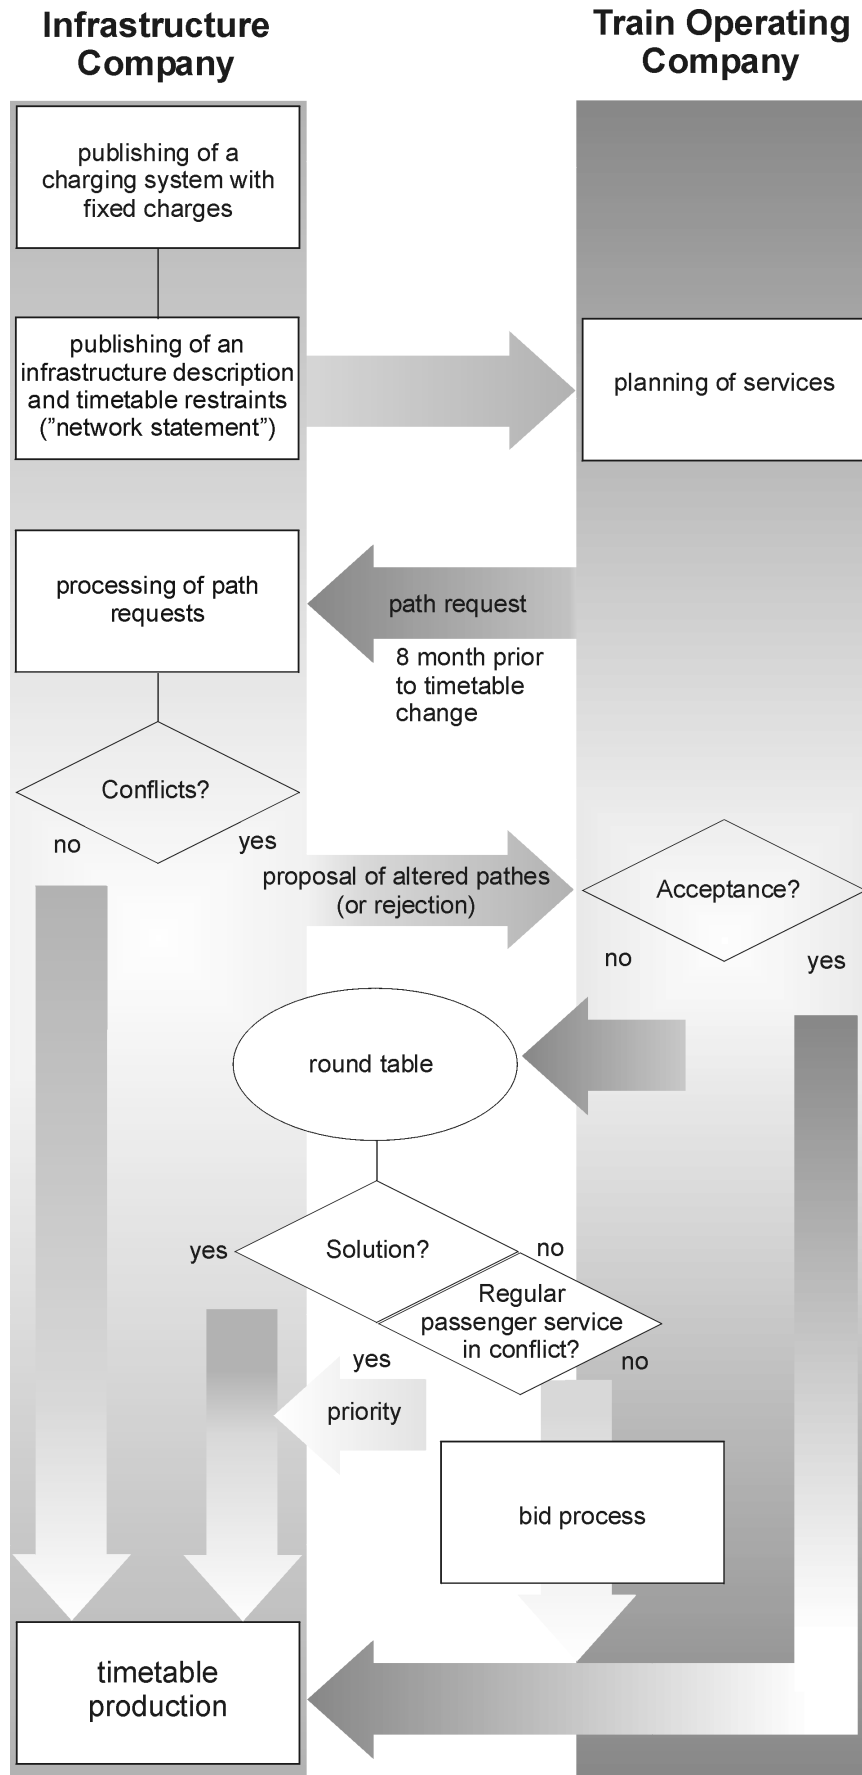 Infrastructure
Company
Train Operating
Company
publishing of a
charging system with
fixed charges
publishing of an
infrastructure description
and timetable restraints
(”network statement”)
planning of services
processing of path
requests
path request
8 month prior
to timetable
change
Conflicts?
no
yes
proposal of altered pathes
(or rejection)
Acceptance?
no
yes
round table
Solution?
yes
no
Regular
passenger service
in conflict?
yes
no
priority
bid process
timetable
production